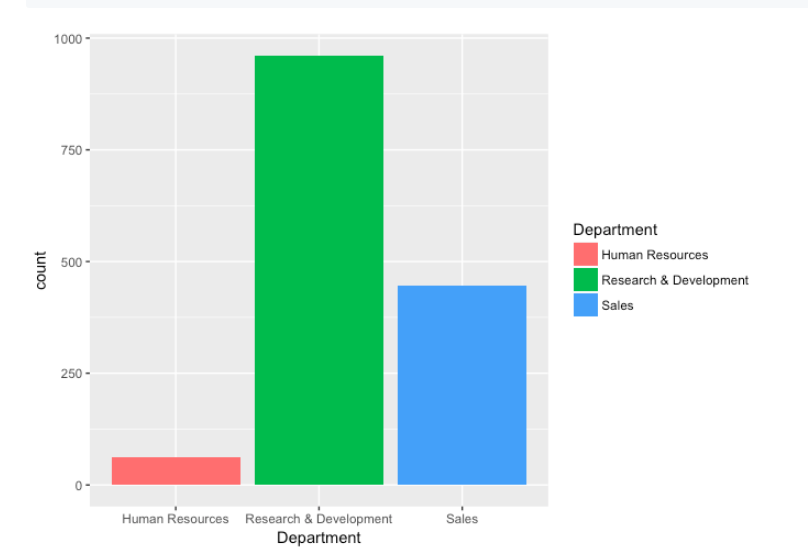 1000
750
500
250
0
count
Human Resources Research & Development Sales
Department
Department
Human Resources
Research & Development
Sales